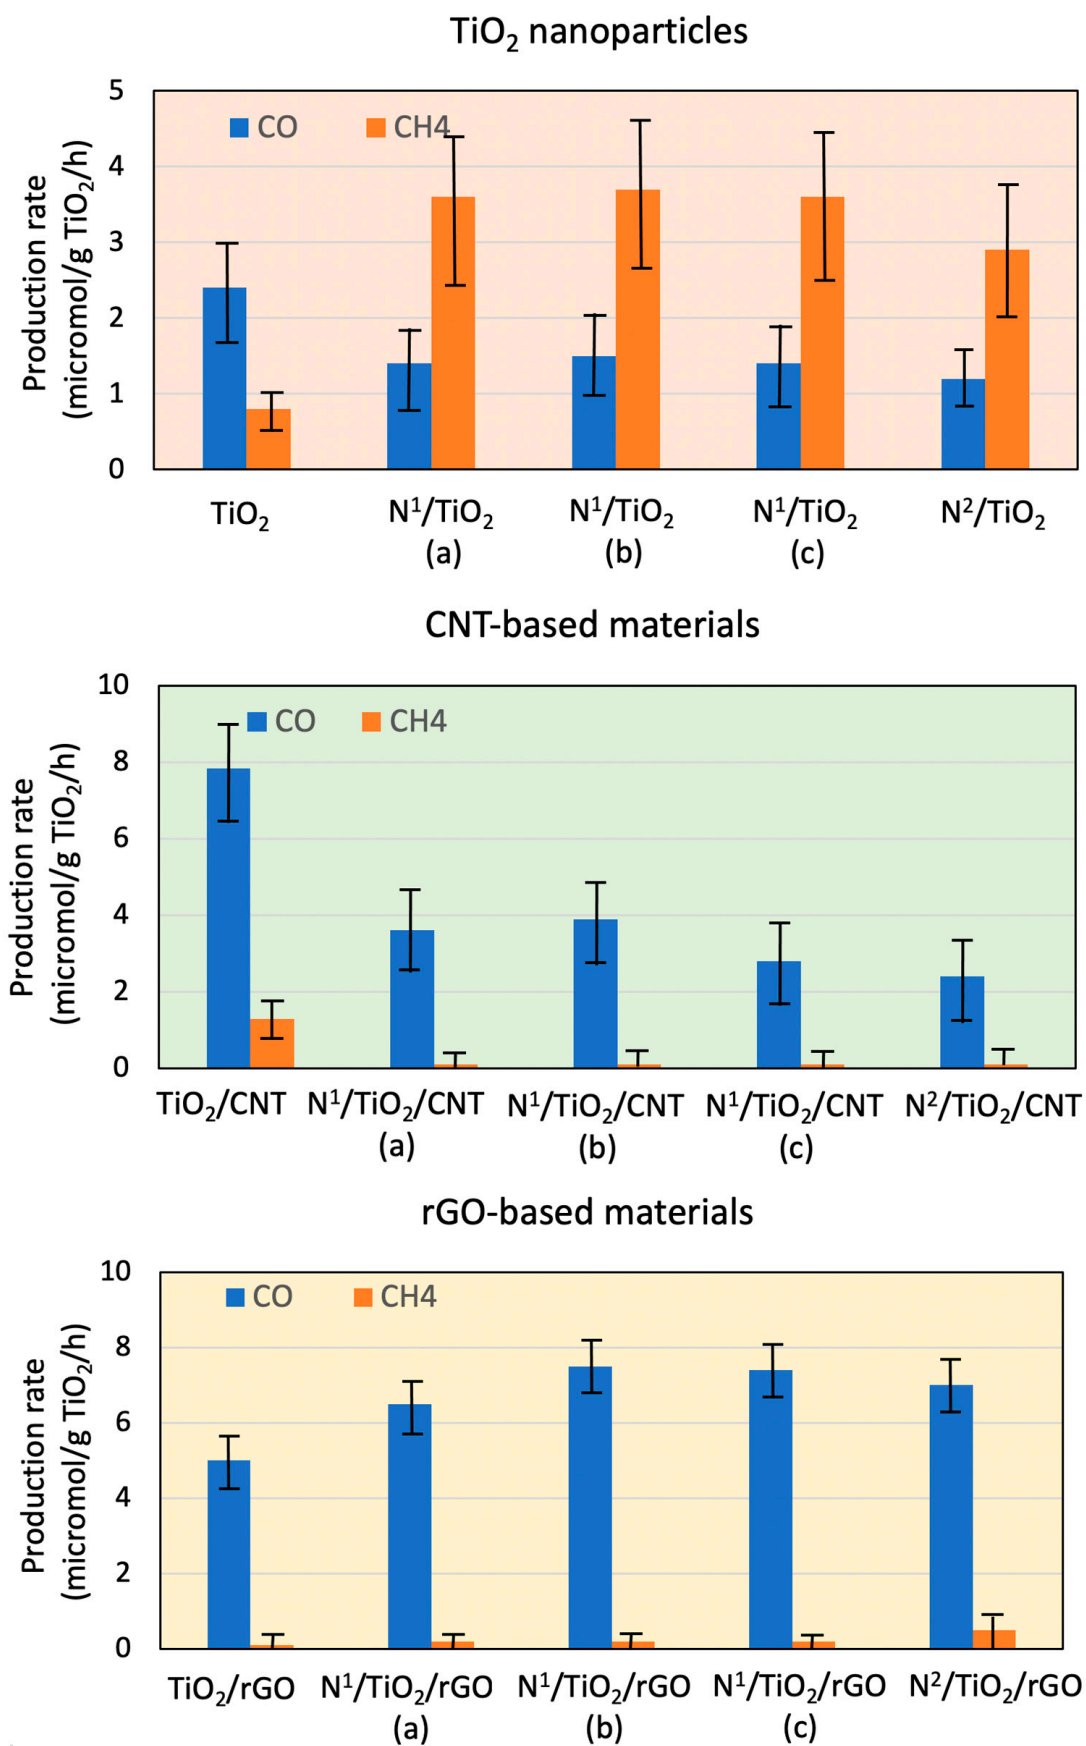 TiO₂ nanoparticles
Production rate
(micromol/g TiO₂/h)
5
4
3
2
1
0
CO CH4
TiO₂ N¹/TiO₂ N¹/TiO₂ N¹/TiO₂ N²/TiO₂
(a) (b) (c)
CNT-based materials
Production rate
(micromol/g TiO₂/h)
10
8
6
4
2
0
CO CH4
TiO₂/CNT N¹/TiO₂/CNT N¹/TiO₂/CNT N¹/TiO₂/CNT N²/TiO₂/CNT
(a) (b) (c)
rGO-based materials
Production rate
(micromol/g TiO₂/h)
10
8
6
4
2
0
CO CH4
TiO₂/rGO N¹/TiO₂/rGO N¹/TiO₂/rGO N¹/TiO₂/rGO N²/TiO₂/rGO
(a) (b) (c)